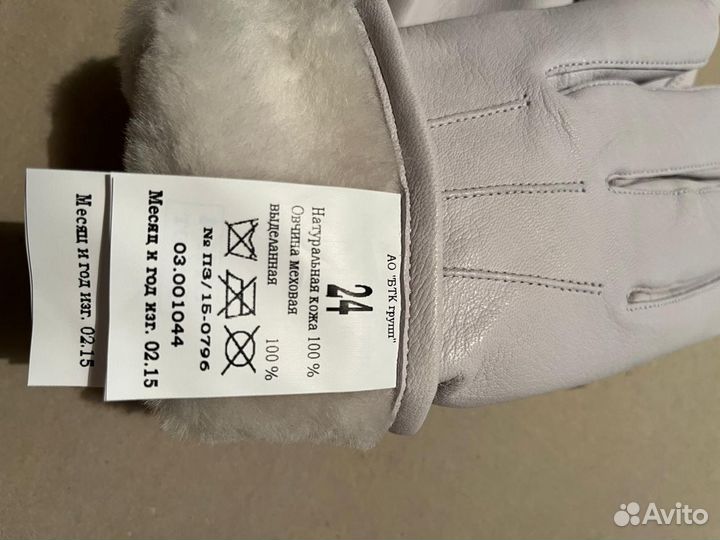 АО "БТК групп"
24
Натуральная кожа 100 %
Овчина меховая
выделанная 100 %
№ ПЗ/15-0796
03.001044
Месяц и год изг. 02.15
Месяц и год изг. 02.15
Avito